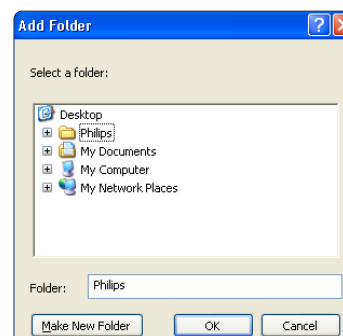 Add Folder
Select a folder:
Desktop
Philips
My Documents
My Computer
My Network Places
Folder: Philips
Make New Folder OK Cancel